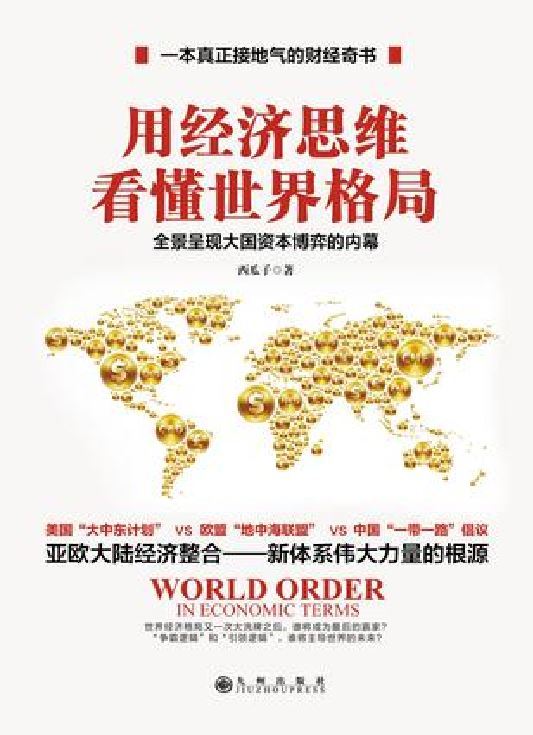 一本真正接地气的财经奇书
用经济思维
看懂世界格局
全景呈现大国资本博弈的内幕
西瓜子◎著
美国“大中东计划” VS 欧盟“地中海联盟” VS 中国“一带一路”倡议
亚欧大陆经济整合——新体系伟大力量的根源
WORLD ORDER
IN ECONOMIC TERMS
世界经济格局又一次大洗牌之后，谁将成为最后的赢家？
“争霸逻辑”和“引领逻辑”，谁将主导世界的未来？
九州出版社
JIUZHOUPRESS